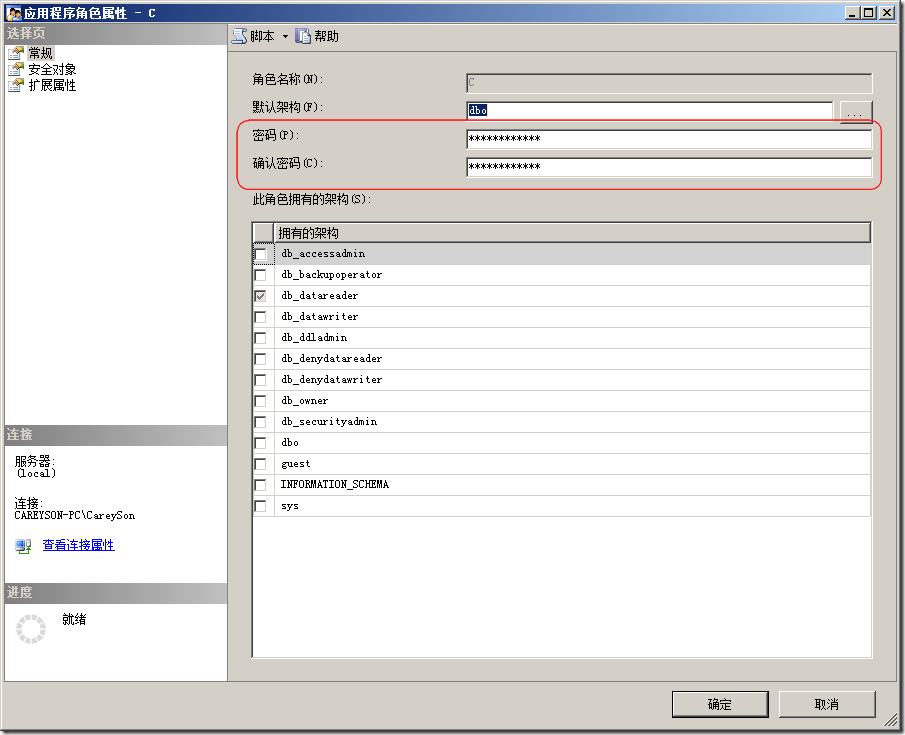 应用程序角色属性 - C
选择页
常规
安全对象
扩展属性
脚本
帮助
角色名称(N):
C
默认架构(F):
dbo
...
密码(P):
************
确认密码(C):
************
此角色拥有的架构(S):
拥有的架构
db_accessadmin
db_backupoperator
db_datareader
db_datawriter
db_ddladmin
db_denydatareader
db_denydatawriter
db_owner
db_securityadmin
dbo
guest
INFORMATION_SCHEMA
sys
连接
服务器:
(local)
连接:
CAREYSON-PC\CareySon
查看连接属性
进度
就绪
确定
取消